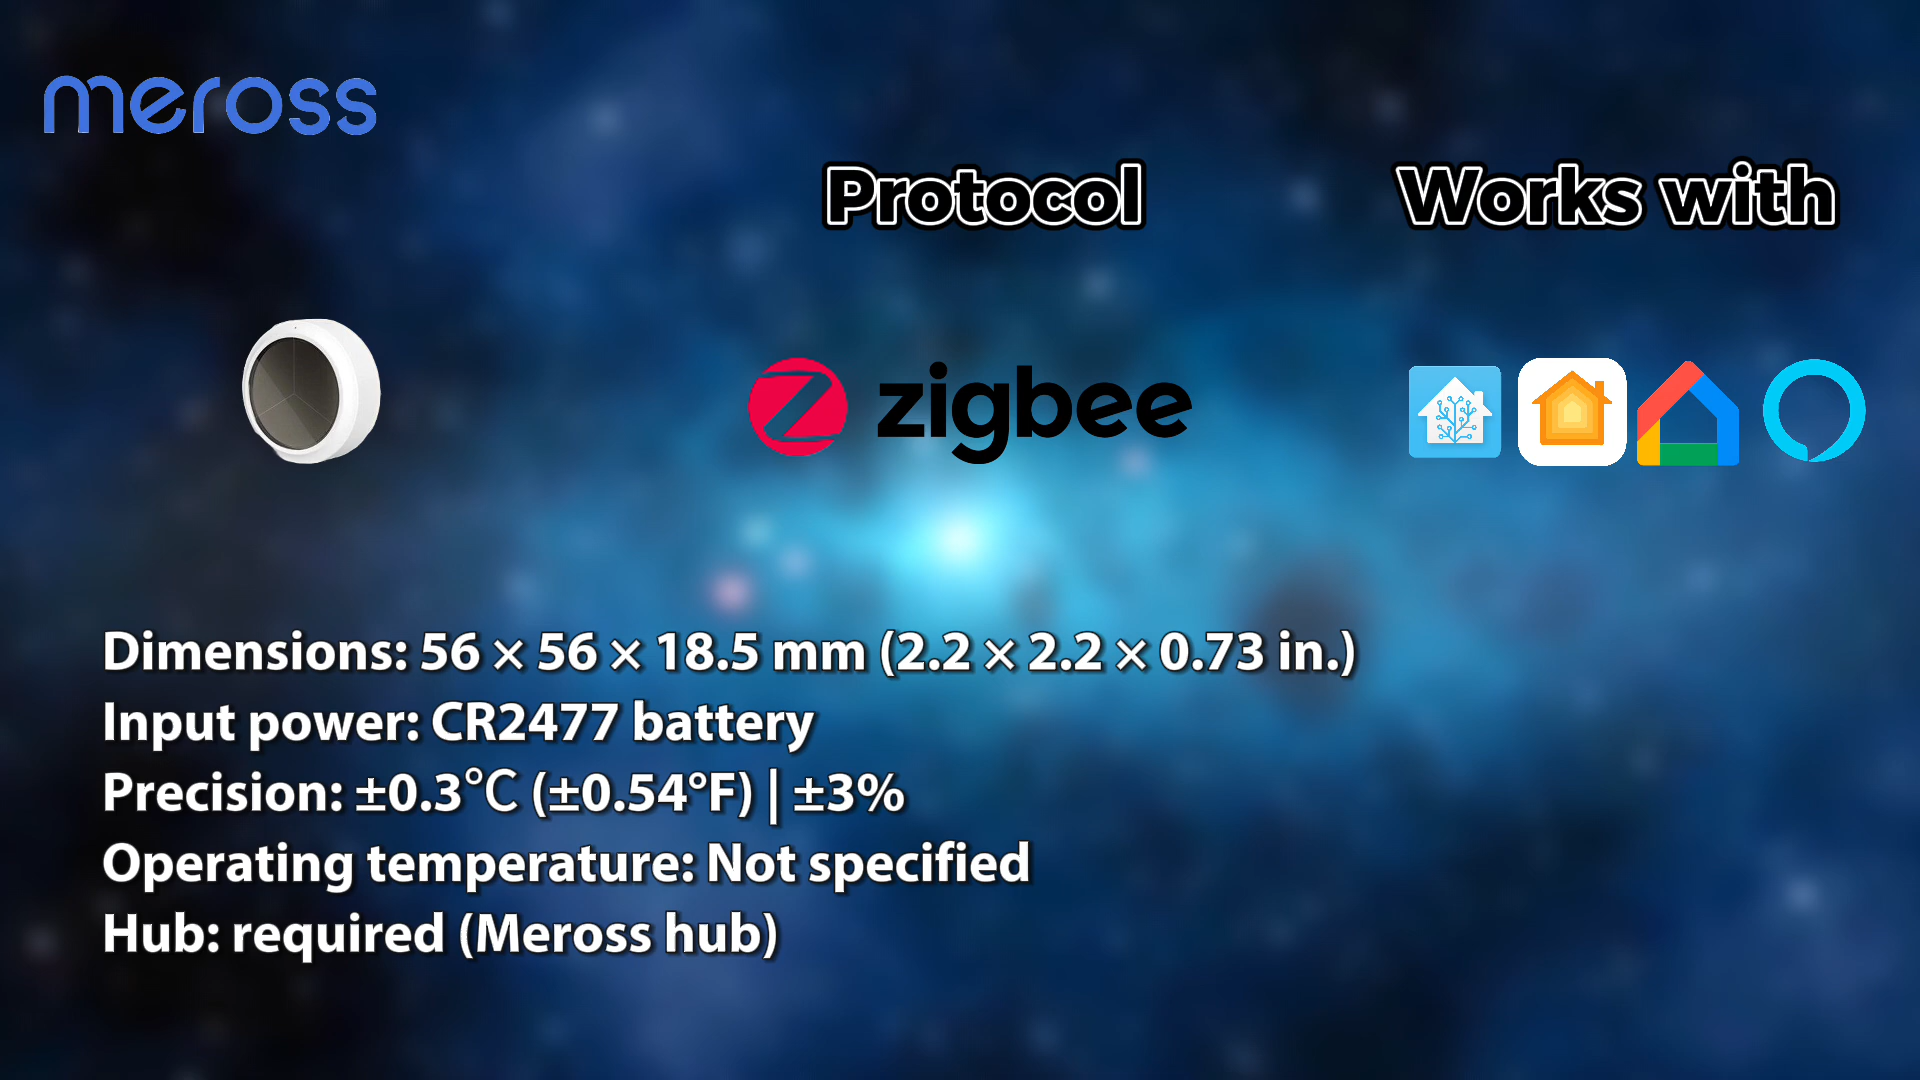 meross
Protocol
Works with
zigbee
Dimensions: 56 × 56 × 18.5 mm (2.2 × 2.2 × 0.73 in.)
Input power: CR2477 battery
Precision: ±0.3℃ (±0.54°F) | ±3%
Operating temperature: Not specified
Hub: required (Meross hub)